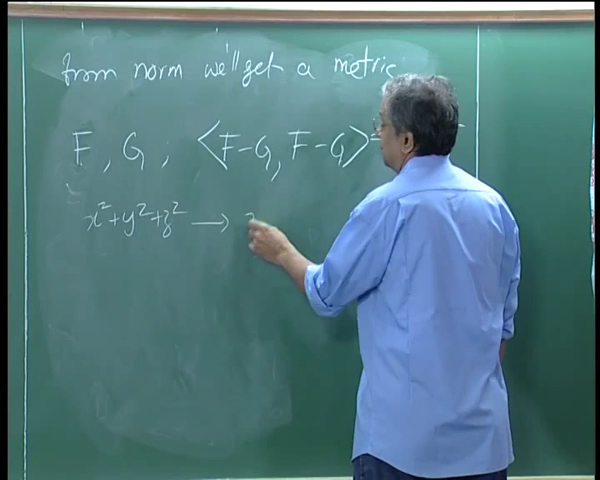 from norm we'll get a metric
F, G, <F-G, F-G>
x²+y²+z² →